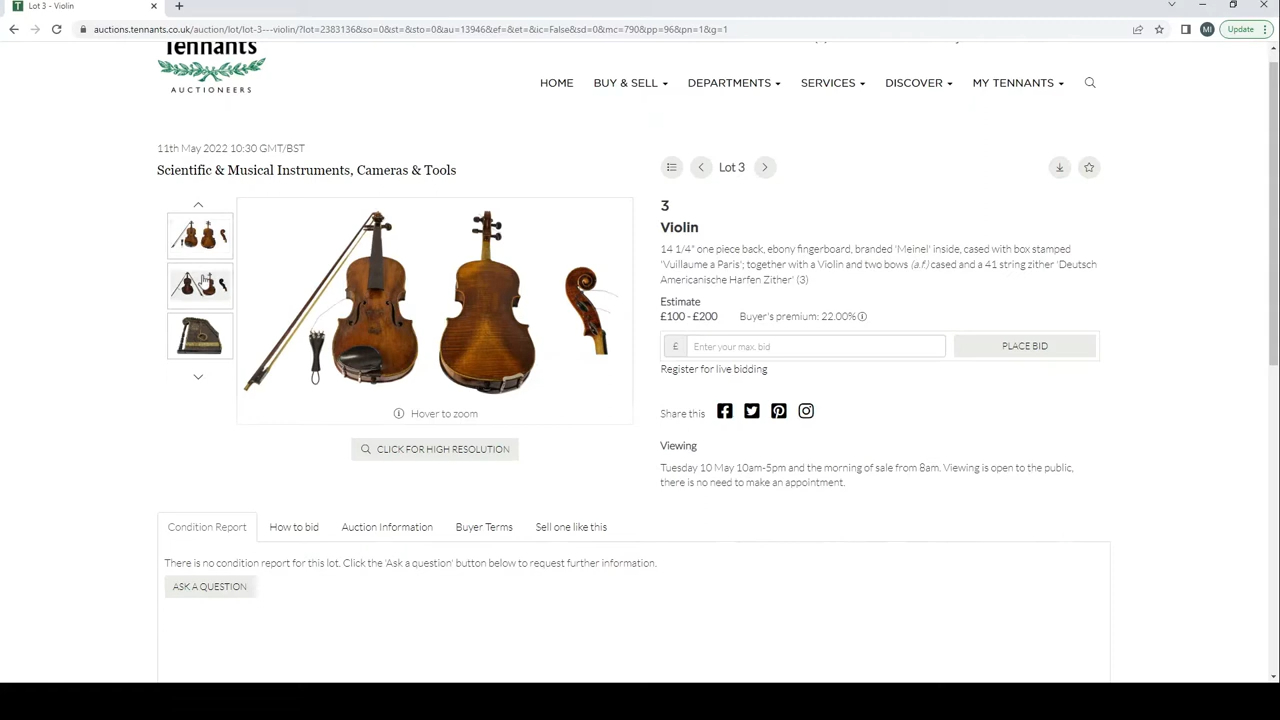 Lot 3 - Violin
auctions.tennants.co.uk/auction/lot/lot-3---violin/?lot=2383136&so=0&st=&sto=0&au=13946&ef=&et=&ic=False&sd=0&mc=790&pp=96&pn=1&g=1
MI
Update
Tennants
AUCTIONEERS
HOME
BUY & SELL
DEPARTMENTS
SERVICES
DISCOVER
MY TENNANTS
11th May 2022 10:30 GMT/BST
Scientific & Musical Instruments, Cameras & Tools
Lot 3
3
Violin
14 1/4" one piece back, ebony fingerboard, branded 'Meinel' inside, cased with box stamped
'Vuillaume a Paris'; together with a Violin and two bows (a.f.) cased and a 41 string zither 'Deutsch
Americanische Harfen Zither' (3)
Estimate
£100 - £200
Buyer's premium: 22.00%
£
Enter your max. bid
PLACE BID
Register for live bidding
Hover to zoom
CLICK FOR HIGH RESOLUTION
Share this
Viewing
Tuesday 10 May 10am-5pm and the morning of sale from 8am. Viewing is open to the public,
there is no need to make an appointment.
Condition Report
How to bid
Auction Information
Buyer Terms
Sell one like this
There is no condition report for this lot. Click the 'Ask a question' button below to request further information.
ASK A QUESTION